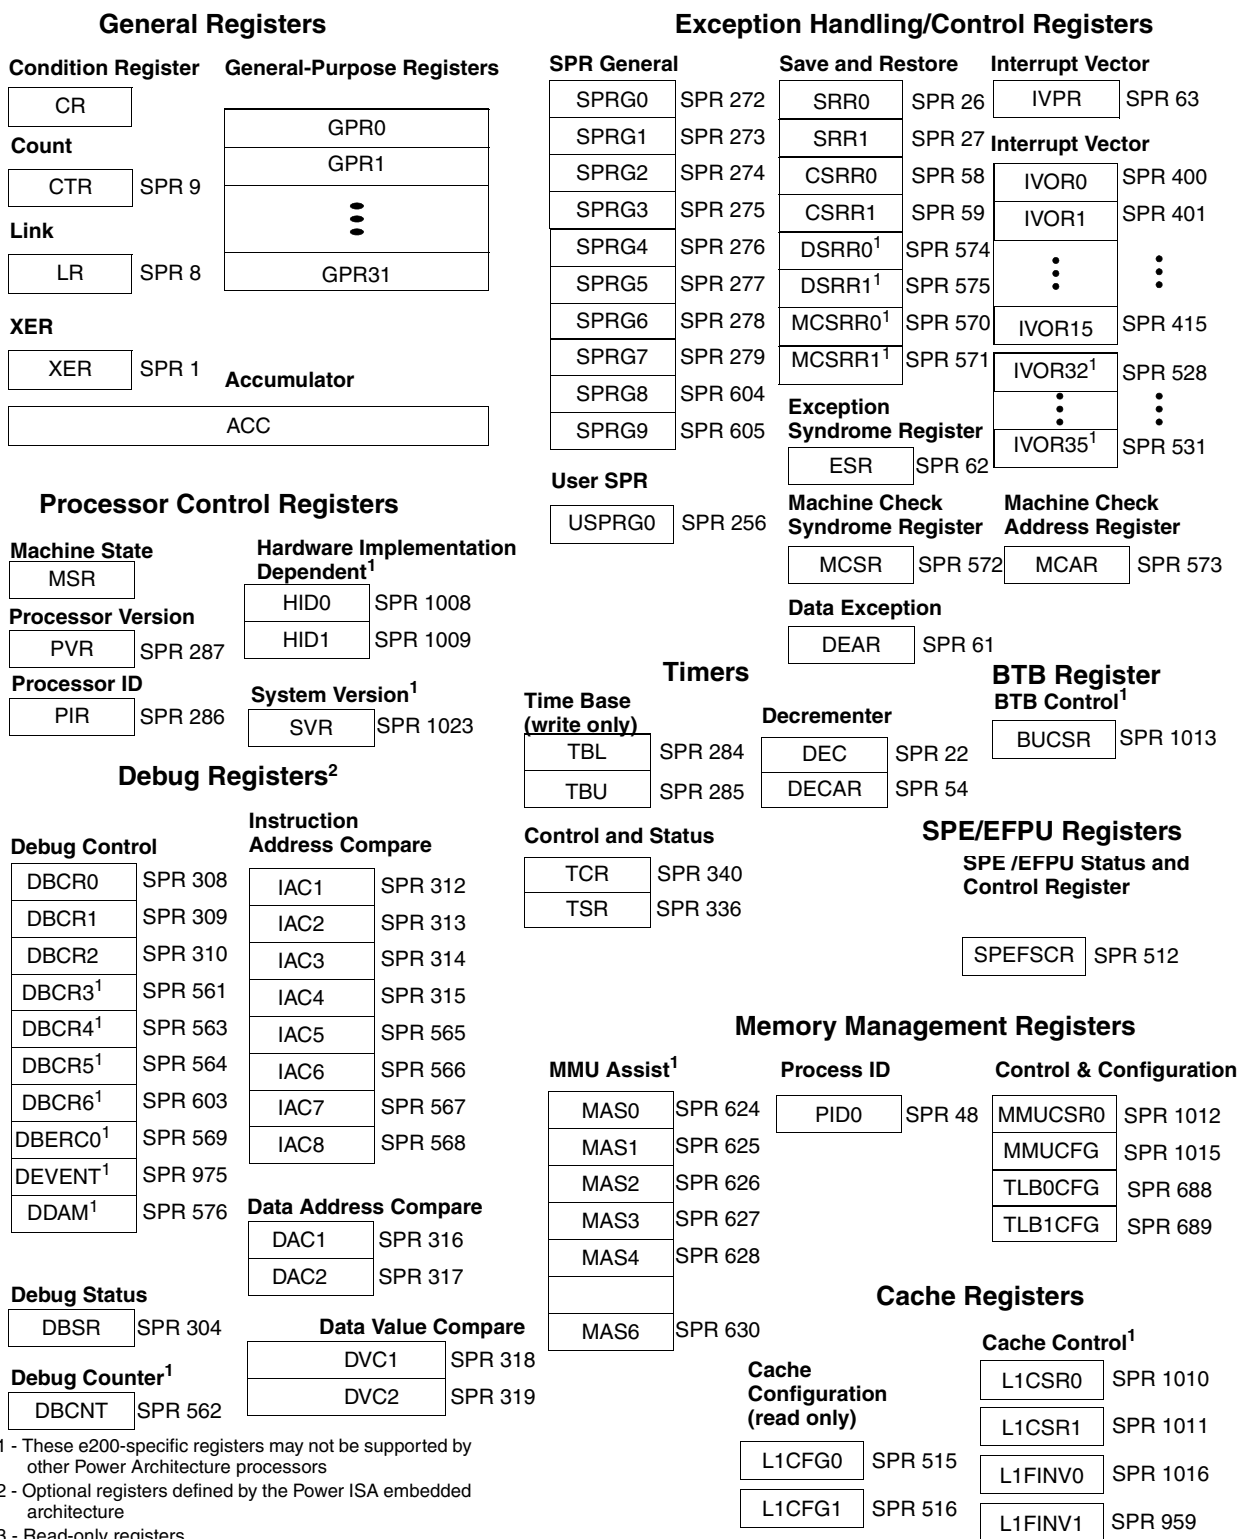 General Registers
Condition Register
CR
Count
CTR SPR 9
Link
LR SPR 8
XER
XER SPR 1
General-Purpose Registers
GPR0
GPR1
GPR31
Accumulator
ACC
Exception Handling/Control Registers
SPR General
SPRG0 SPR 272
SPRG1 SPR 273
SPRG2 SPR 274
SPRG3 SPR 275
SPRG4 SPR 276
SPRG5 SPR 277
SPRG6 SPR 278
SPRG7 SPR 279
SPRG8 SPR 604
SPRG9 SPR 605
User SPR
USPRG0 SPR 256
Save and Restore
SRR0 SPR 26
SRR1 SPR 27
CSRR0 SPR 58
CSRR1 SPR 59
DSRR0¹ SPR 574
DSRR1¹ SPR 575
MCSRR0¹ SPR 570
MCSRR1¹ SPR 571
Exception
Syndrome Register
ESR SPR 62
Machine Check
Syndrome Register
MCSR SPR 572
Data Exception
DEAR SPR 61
Interrupt Vector
IVPR SPR 63
Interrupt Vector
IVOR0 SPR 400
IVOR1 SPR 401
IVOR15 SPR 415
IVOR32¹ SPR 528
IVOR35¹ SPR 531
Machine Check
Address Register
MCAR SPR 573
Processor Control Registers
Machine State
MSR
Processor Version
PVR SPR 287
Processor ID
PIR SPR 286
Hardware Implementation
Dependent¹
HID0 SPR 1008
HID1 SPR 1009
System Version¹
SVR SPR 1023
Timers
Time Base
(write only)
TBL SPR 284
TBU SPR 285
Decrementer
DEC SPR 22
DECAR SPR 54
Control and Status
TCR SPR 340
TSR SPR 336
BTB Register
BTB Control¹
BUCSR SPR 1013
SPE/EFPU Registers
SPE /EFPU Status and
Control Register
SPEFSCR SPR 512
Debug Registers²
Debug Control
DBCR0 SPR 308
DBCR1 SPR 309
DBCR2 SPR 310
DBCR3¹ SPR 561
DBCR4¹ SPR 563
DBCR5¹ SPR 564
DBCR6¹ SPR 603
DBERC0¹ SPR 569
DEVENT¹ SPR 975
DDAM¹ SPR 576
Debug Status
DBSR SPR 304
Debug Counter¹
DBCNT SPR 562
Instruction
Address Compare
IAC1 SPR 312
IAC2 SPR 313
IAC3 SPR 314
IAC4 SPR 315
IAC5 SPR 565
IAC6 SPR 566
IAC7 SPR 567
IAC8 SPR 568
Data Address Compare
DAC1 SPR 316
DAC2 SPR 317
Data Value Compare
DVC1 SPR 318
DVC2 SPR 319
Memory Management Registers
MMU Assist¹
MAS0 SPR 624
MAS1 SPR 625
MAS2 SPR 626
MAS3 SPR 627
MAS4 SPR 628
MAS6 SPR 630
Process ID
PID0 SPR 48
Control & Configuration
MMUCSR0 SPR 1012
MMUCFG SPR 1015
TLB0CFG SPR 688
TLB1CFG SPR 689
Cache Registers
Cache
Configuration
(read only)
L1CFG0 SPR 515
L1CFG1 SPR 516
Cache Control¹
L1CSR0 SPR 1010
L1CSR1 SPR 1011
L1FINV0 SPR 1016
L1FINV1 SPR 959
1 - These e200-specific registers may not be supported by
other Power Architecture processors
2 - Optional registers defined by the Power ISA embedded
architecture
3 - Read-only registers